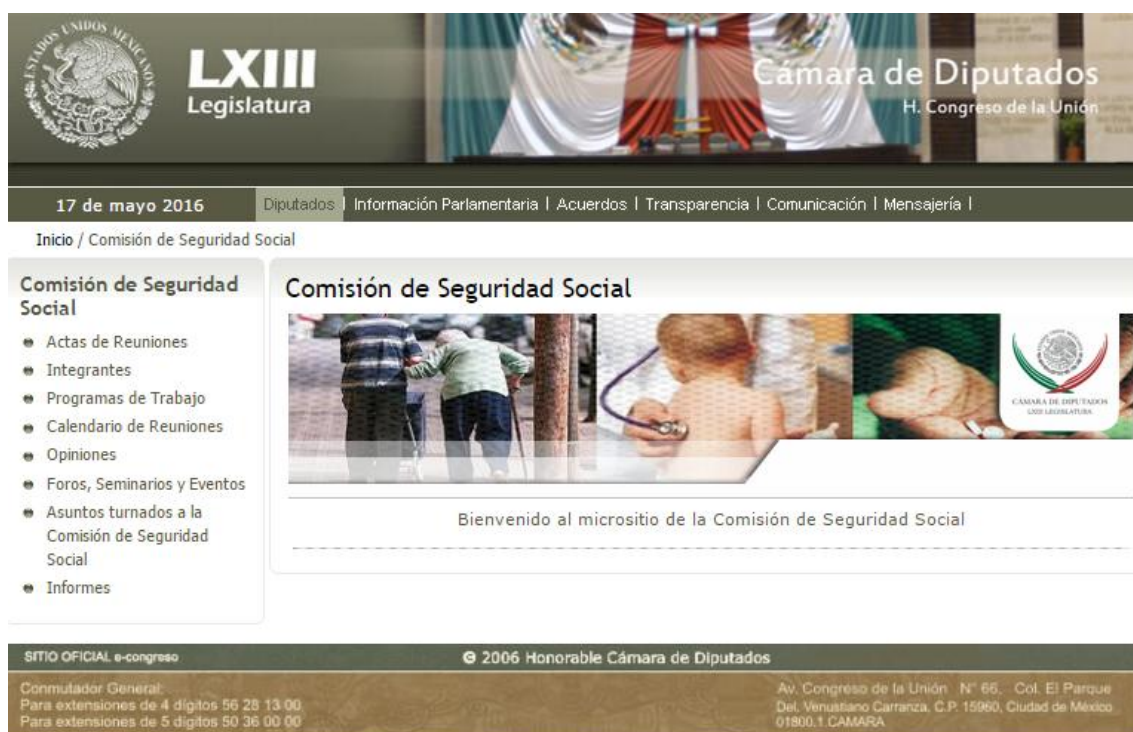 ESTADOS UNIDOS MEXICANOS
LXIII
Legislatura
Cámara de Diputados
H. Congreso de la Unión
17 de mayo 2016
Diputados | Información Parlamentaria | Acuerdos | Transparencia | Comunicación | Mensajería |
Inicio / Comisión de Seguridad Social
Comisión de Seguridad
Social
Actas de Reuniones
Integrantes
Programas de Trabajo
Calendario de Reuniones
Opiniones
Foros, Seminarios y Eventos
Asuntos turnados a la
Comisión de Seguridad
Social
Informes
Comisión de Seguridad Social
CÁMARA DE DIPUTADOS
LXIII LEGISLATURA
Bienvenido al micrositio de la Comisión de Seguridad Social
SITIO OFICIAL e-congreso
© 2006 Honorable Cámara de Diputados
Conmutador General:
Para extensiones de 4 dígitos 56 28 13 00
Para extensiones de 5 dígitos 50 36 00 00
Av. Congreso de la Unión N° 66, Col. El Parque
Del. Venustiano Carranza, C.P. 15960, Ciudad de México
01800.1.CAMARA